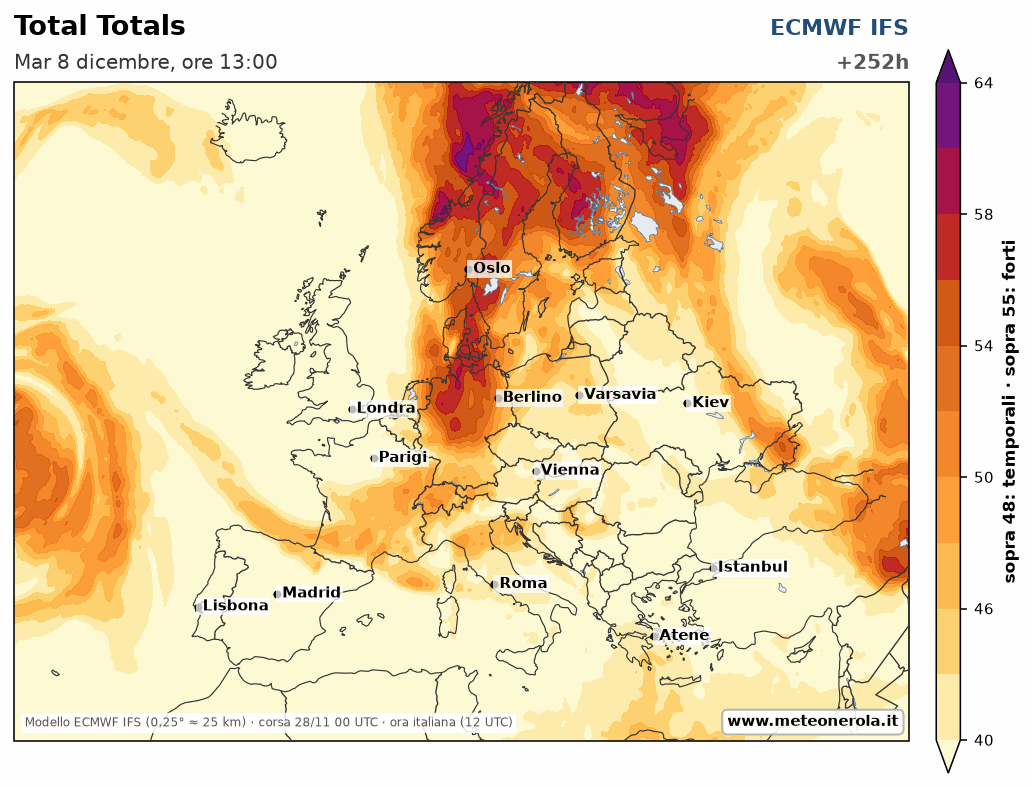 Total Totals
ECMWF IFS
Mar 8 dicembre, ore 13:00
+252h
64
58
54
50
46
40
sopra 48: temporali · sopra 55: forti
Oslo
Berlino
Varsavia
Kiev
Londra
Parigi
Vienna
Istanbul
Roma
Madrid
Lisbona
Atene
Modello ECMWF IFS (0,25° ≈ 25 km) · corsa 28/11 00 UTC · ora italiana (12 UTC)
www.meteonerola.it